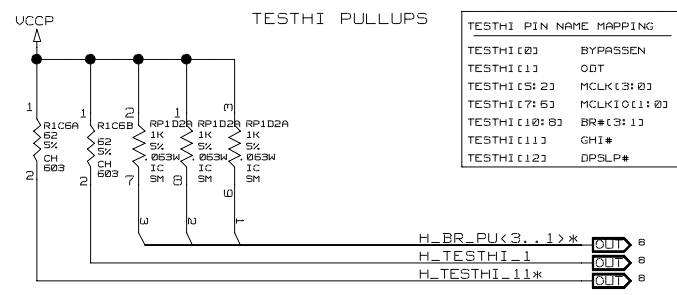 TESTHI PULLUPS
VCCP
TESTHI PIN NAME MAPPING
TESTHI[0] BYPASSEN
TESTHI[1] ODT
TESTHI[5:2] MCLK[3:0]
TESTHI[7:6] MCLKIO[1:0]
TESTHI[10:8] BR#[3:1]
TESTHI[11] GHI#
TESTHI[12] DPSLP#
1
R1C6A
62
5%
CH
603
2
1
R1C6B
62
5%
CH
603
2
2
RP1D2A
1K
5%
.063W
IC
SM
7
3
1
RP1D2A
1K
5%
.063W
IC
SM
8
2
3
RP1D2A
1K
5%
.063W
IC
SM
6
1
H_BR_PU<3..1>* OUT 8
H_TESTHI_1 OUT 8
H_TESTHI_11* OUT 8